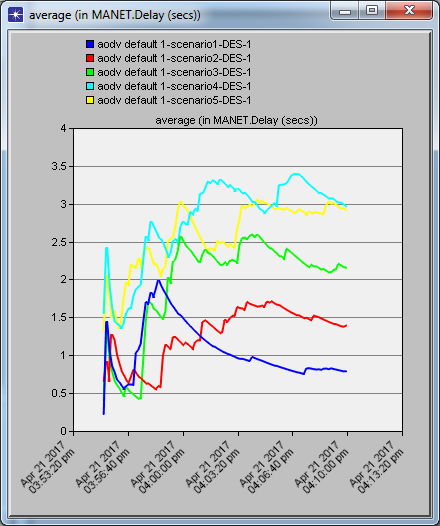 average (in MANET.Delay (secs))
aodv default 1-scenario1-DES-1
aodv default 1-scenario2-DES-1
aodv default 1-scenario3-DES-1
aodv default 1-scenario4-DES-1
aodv default 1-scenario5-DES-1
average (in MANET.Delay (secs))
4
3.5
3
2.5
2
1.5
1
0.5
0
Apr 21 2017
03:53:20 pm
Apr 21 2017
03:56:40 pm
Apr 21 2017
04:00:00 pm
Apr 21 2017
04:03:20 pm
Apr 21 2017
04:06:40 pm
Apr 21 2017
04:10:00 pm
Apr 21 2017
04:13:20 pm